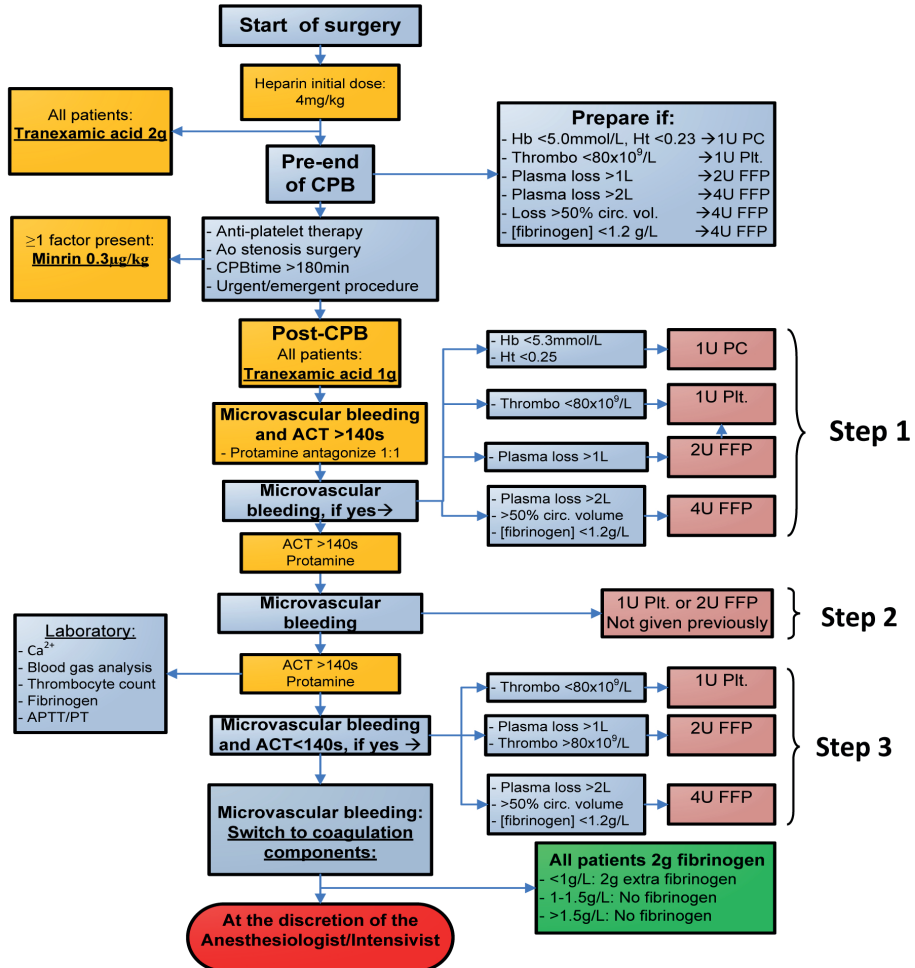 Start of surgery
Heparin initial dose:
4mg/kg
All patients:
Tranexamic acid 2g
Pre-end
of CPB
Prepare if:
- Hb <5.0mmol/L, Ht <0.23 →1U PC
- Thrombo <80x10⁹/L →1U Plt.
- Plasma loss >1L →2U FFP
- Plasma loss >2L →4U FFP
- Loss >50% circ. vol. →4U FFP
- [fibrinogen] <1.2 g/L →4U FFP
≥1 factor present:
Minrin 0.3µg/kg
- Anti-platelet therapy
- Ao stenosis surgery
- CPBtime >180min
- Urgent/emergent procedure
Post-CPB
All patients:
Tranexamic acid 1g
Microvascular bleeding
and ACT >140s
- Protamine antagonize 1:1
Microvascular
bleeding, if yes→
- Hb <5.3mmol/L
- Ht <0.25
1U PC
- Thrombo <80x10⁹/L
1U Plt.
- Plasma loss >1L
2U FFP
- Plasma loss >2L
- >50% circ. volume
- [fibrinogen] <1.2g/L
4U FFP
Step 1
ACT >140s
Protamine
Microvascular
bleeding
1U Plt. or 2U FFP
Not given previously
Step 2
Laboratory:
- Ca²⁺
- Blood gas analysis
- Thrombocyte count
- Fibrinogen
- APTT/PT
ACT >140s
Protamine
Microvascular bleeding
and ACT<140s, if yes →
- Thrombo <80x10⁹/L
1U Plt.
- Plasma loss >1L
- Thrombo >80x10⁹/L
2U FFP
- Plasma loss >2L
- >50% circ. volume
- [fibrinogen] <1.2g/L
4U FFP
Step 3
Microvascular bleeding:
Switch to coagulation
components:
All patients 2g fibrinogen
- <1g/L: 2g extra fibrinogen
- 1-1.5g/L: No fibrinogen
- >1.5g/L: No fibrinogen
At the discretion of the
Anesthesiologist/Intensivist